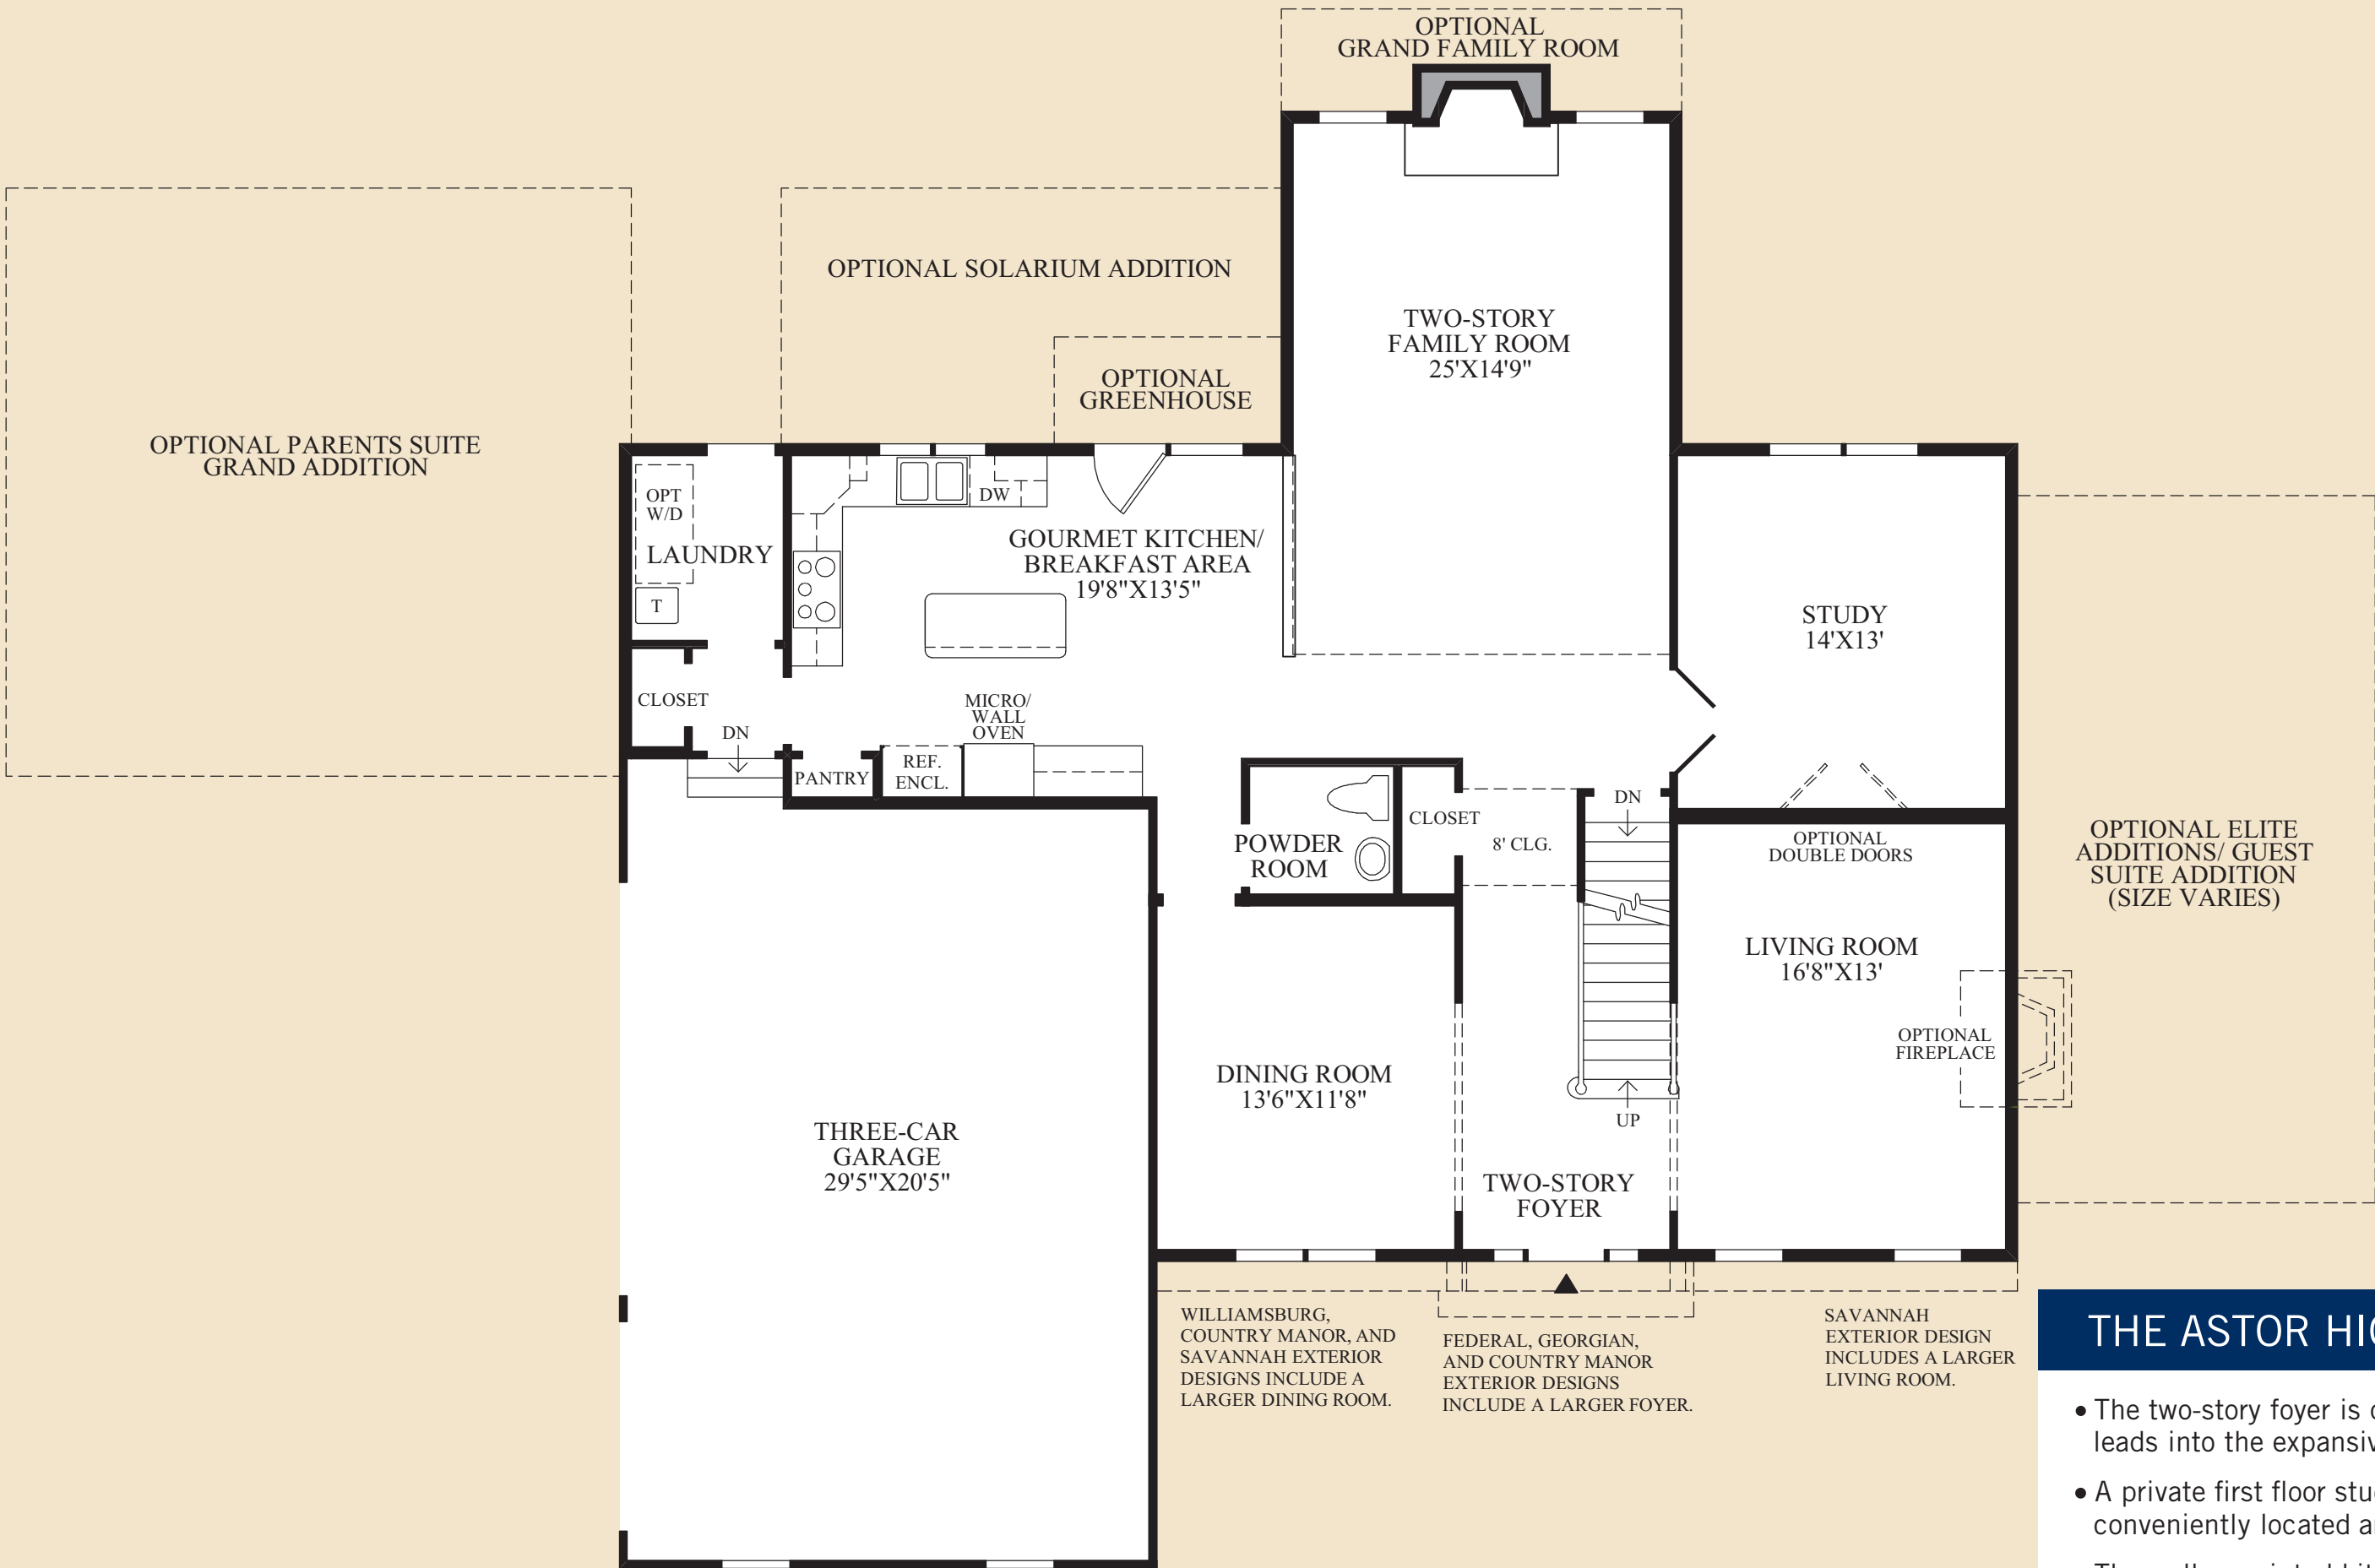 OPTIONAL
GRAND FAMILY ROOM
OPTIONAL SOLARIUM ADDITION
TWO-STORY
FAMILY ROOM
25'X14'9"
OPTIONAL
GREENHOUSE
OPTIONAL PARENTS SUITE
GRAND ADDITION
OPT
W/D
LAUNDRY
T
DW
GOURMET KITCHEN/
BREAKFAST AREA
19'8"X13'5"
STUDY
14'X13'
CLOSET
DN
MICRO/
WALL
OVEN
PANTRY
REF.
ENCL.
POWDER
ROOM
CLOSET
8' CLG.
DN
OPTIONAL
DOUBLE DOORS
OPTIONAL ELITE
ADDITIONS/ GUEST
SUITE ADDITION
(SIZE VARIES)
LIVING ROOM
16'8"X13'
OPTIONAL
FIREPLACE
DINING ROOM
13'6"X11'8"
UP
THREE-CAR
GARAGE
29'5"X20'5"
TWO-STORY
FOYER
WILLIAMSBURG,
COUNTRY MANOR, AND
SAVANNAH EXTERIOR
DESIGNS INCLUDE A
LARGER DINING ROOM.
FEDERAL, GEORGIAN,
AND COUNTRY MANOR
EXTERIOR DESIGNS
INCLUDE A LARGER FOYER.
SAVANNAH
EXTERIOR DESIGN
INCLUDES A LARGER
LIVING ROOM.
THE ASTOR
• The two-story foyer is
leads into the
• A private first floor
conveniently located